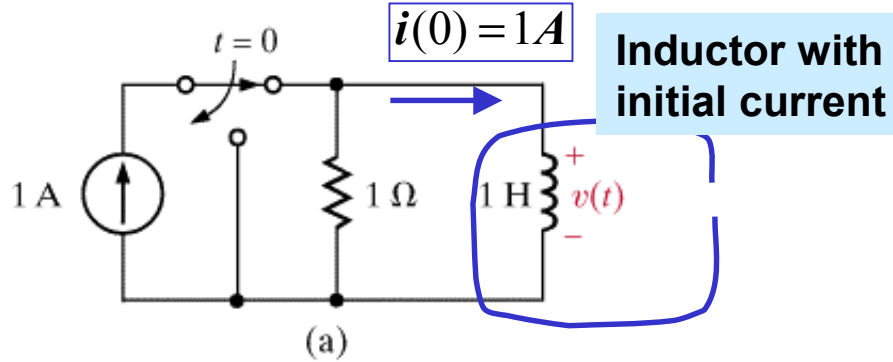 i(0) = 1A
Inductor with
initial current
t = 0
1 A
1 Ω
1 H
+
v(t)
−
(a)